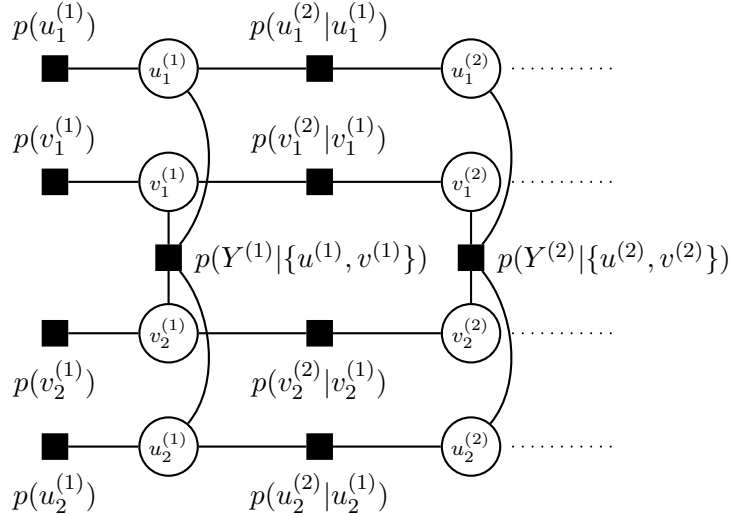 p(u_1^{(1)}) p(u_1^{(2)}|u_1^{(1)})
u_1^{(1)} u_1^{(2)}
p(v_1^{(1)}) p(v_1^{(2)}|v_1^{(1)})
v_1^{(1)} v_1^{(2)}
p(Y^{(1)}|{u^{(1)}, v^{(1)}}) p(Y^{(2)}|{u^{(2)}, v^{(2)}})
v_2^{(1)} v_2^{(2)}
p(v_2^{(1)}) p(v_2^{(2)}|v_2^{(1)})
u_2^{(1)} u_2^{(2)}
p(u_2^{(1)}) p(u_2^{(2)}|u_2^{(1)})